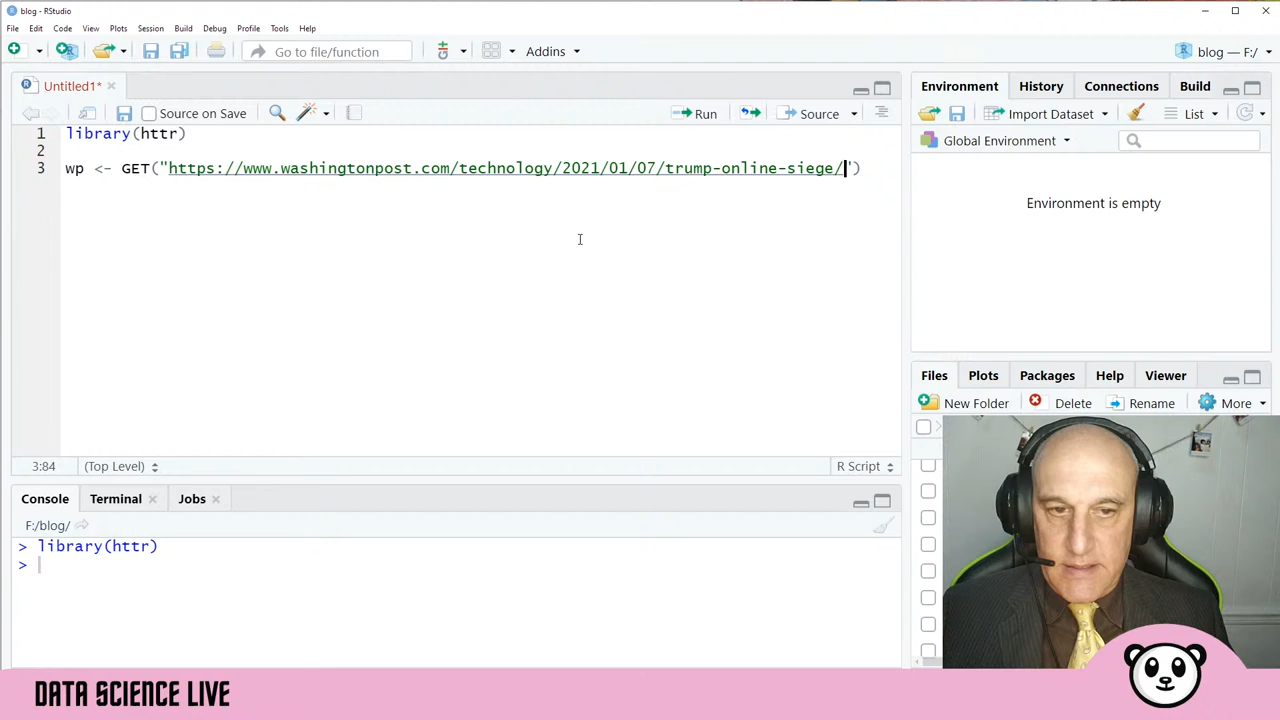 blog - RStudio
File Edit Code View Plots Session Build Debug Profile Tools Help
Go to file/function Addins blog — F:/
Untitled1*
Source on Save Run Source
1 library(httr)
2
3 wp <- GET("https://www.washingtonpost.com/technology/2021/01/07/trump-online-siege/")
3:84 (Top Level) R Script
Console Terminal Jobs
F:/blog/
> library(httr)
>
Environment History Connections Build
Import Dataset List
Global Environment
Environment is empty
Files Plots Packages Help Viewer
New Folder Delete Rename More
DATA SCIENCE LIVE